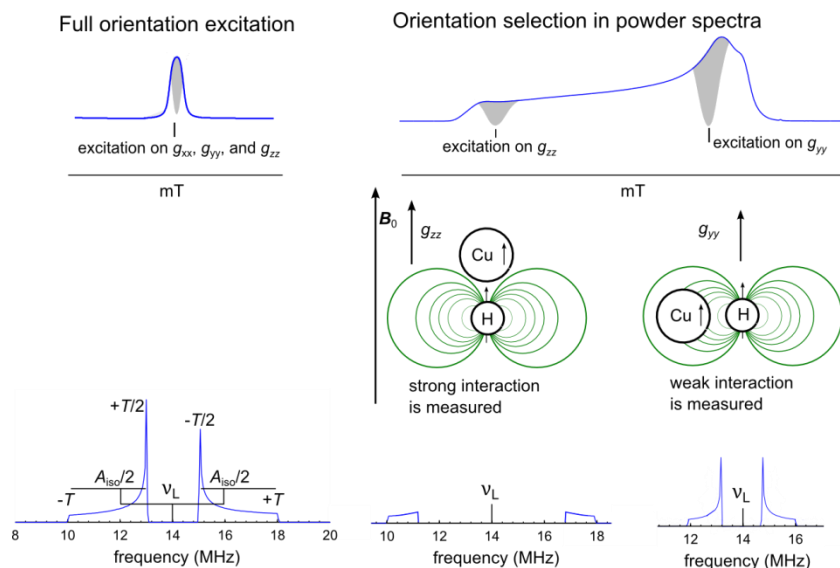 Full orientation excitation
Orientation selection in powder spectra
excitation on gxx, gyy, and gzz
mT
excitation on gzz
excitation on
gyy
mT
B0
gzz
Cu
H
strong interaction
is measured
gyy
Cu
H
weak interaction
is measured
+T/2
-T/2
Aiso/2
Aiso/2
-T
νL
+T
8 10 12 14 16 18 20
frequency (MHz)
νL
10 12 14 16 18
frequency (MHz)
νL
12 14 16
frequency (MHz)